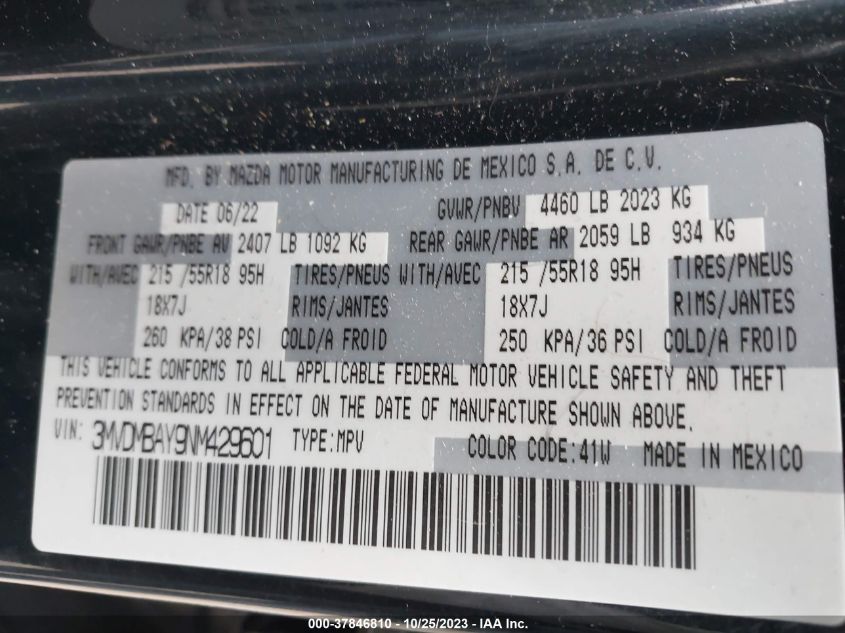 MFD. BY MAZDA MOTOR MANUFACTURING DE MEXICO S.A. DE C.V.
DATE 06/22 GVWR/PNBV 4460 LB 2023 KG
FRONT GAWR/PNBE AV 2407 LB 1092 KG REAR GAWR/PNBE AR 2059 LB 934 KG
WITH/AVEC 215 /55R18 95H TIRES/PNEUS WITH/AVEC 215 /55R18 95H TIRES/PNEUS
18X7J RIMS/JANTES 18X7J RIMS/JANTES
260 KPA/38 PSI COLD/A FROID 250 KPA/36 PSI COLD/A FROID
THIS VEHICLE CONFORMS TO ALL APPLICABLE FEDERAL MOTOR VEHICLE SAFETY AND THEFT
PREVENTION STANDARDS IN EFFECT ON THE DATE OF MANUFACTURE SHOWN ABOVE.
VIN: 3MVDMBAY9NM429601 TYPE:MPV COLOR CODE:41W MADE IN MEXICO
000-37846810 - 10/25/2023 - IAA Inc.